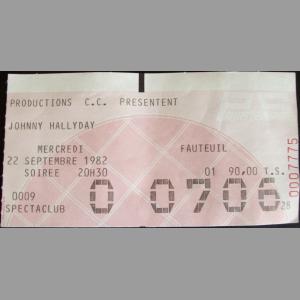 PRODUCTIONS C.C. PRESENTENT
JOHNNY HALLYDAY
MERCREDI FAUTEUIL
22 SEPTEMBRE 1982
SOIREE 20H30 01 90,00 T.S.
0009 0 0706
SPECTACLUB 28
0007775